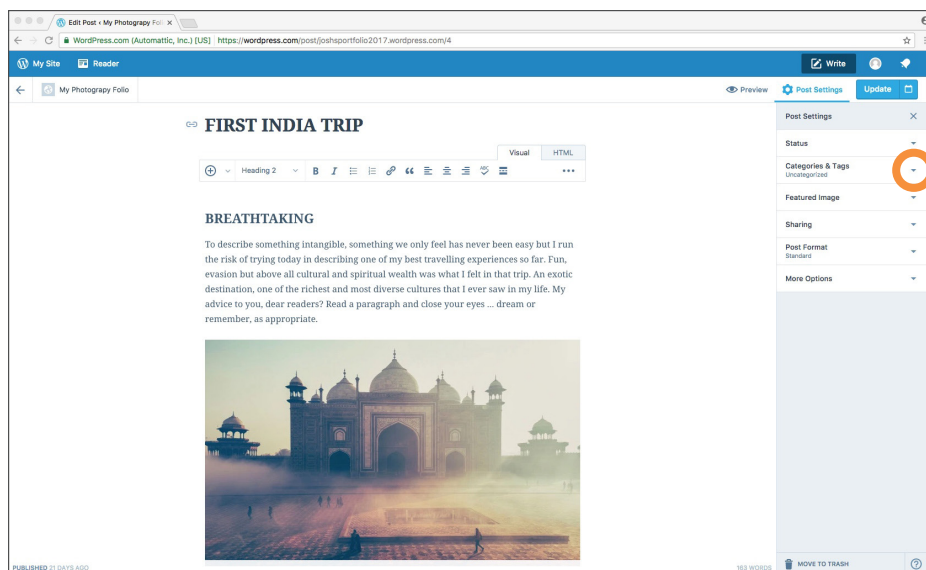 Edit Post ‹ My Photograpy Foli
WordPress.com (Automattic, Inc.) [US] https://wordpress.com/post/joshsportfolio2017.wordpress.com/4
My Site Reader Write
My Photograpy Folio Preview Post Settings Update
FIRST INDIA TRIP
Visual HTML
Heading 2 B I ABC
BREATHTAKING
To describe something intangible, something we only feel has never been easy but I run
the risk of trying today in describing one of my best travelling experiences so far. Fun,
evasion but above all cultural and spiritual wealth was what I felt in that trip. An exotic
destination, one of the richest and most diverse cultures that I ever saw in my life. My
advice to you, dear readers? Read a paragraph and close your eyes ... dream or
remember, as appropriate.
Post Settings
Status
Categories & Tags
Uncategorized
Featured Image
Sharing
Post Format
Standard
More Options
PUBLISHED 21 DAYS AGO
163 WORDS
MOVE TO TRASH